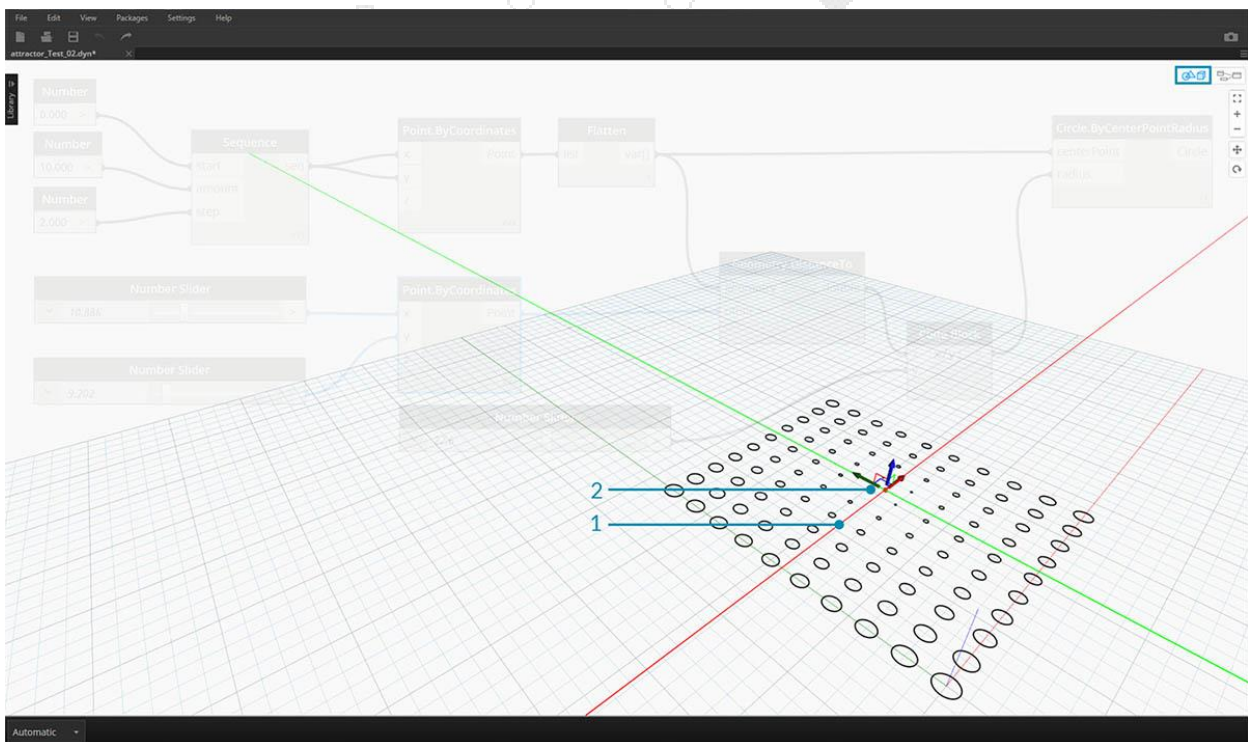 File Edit View Packages Settings Help
attractor_Test_02.dyn* ×
Library
Number
0.000 >
Number
10.000 >
Number
2.000 >
Sequence
start seq
amount
step
Point.ByCoordinates
x Point
y
z
Flatten
list var[]
Circle.ByCenterPointRadius
centerPoint Circle
radius
Number Slider
10.886 >
Number Slider
9.202
Point.ByCoordinates
x Point
y
Geometry.DistanceTo
Number Slider
2
1
Automatic